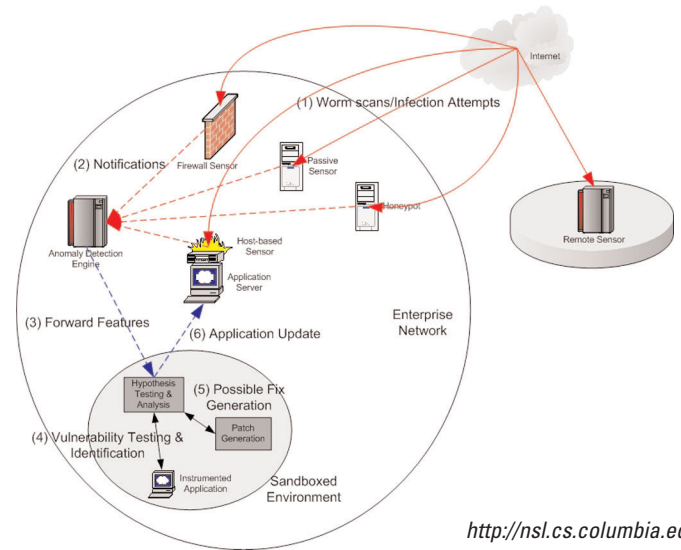 Internet
(1) Worm scans/Infection Attempts
(2) Notifications
Firewall Sensor
Passive
Sensor
Honeypot
Remote Sensor
Anomaly Detection
Engine
Host-based
Sensor
Application
Server
Enterprise
Network
(3) Forward Features
(6) Application Update
Hypothesis
Testing &
Analysis
(5) Possible Fix
Generation
Patch
Generation
(4) Vulnerability Testing &
Identification
Instrumented
Application
Sandboxed
Environment
http://nsl.cs.columbia.ed